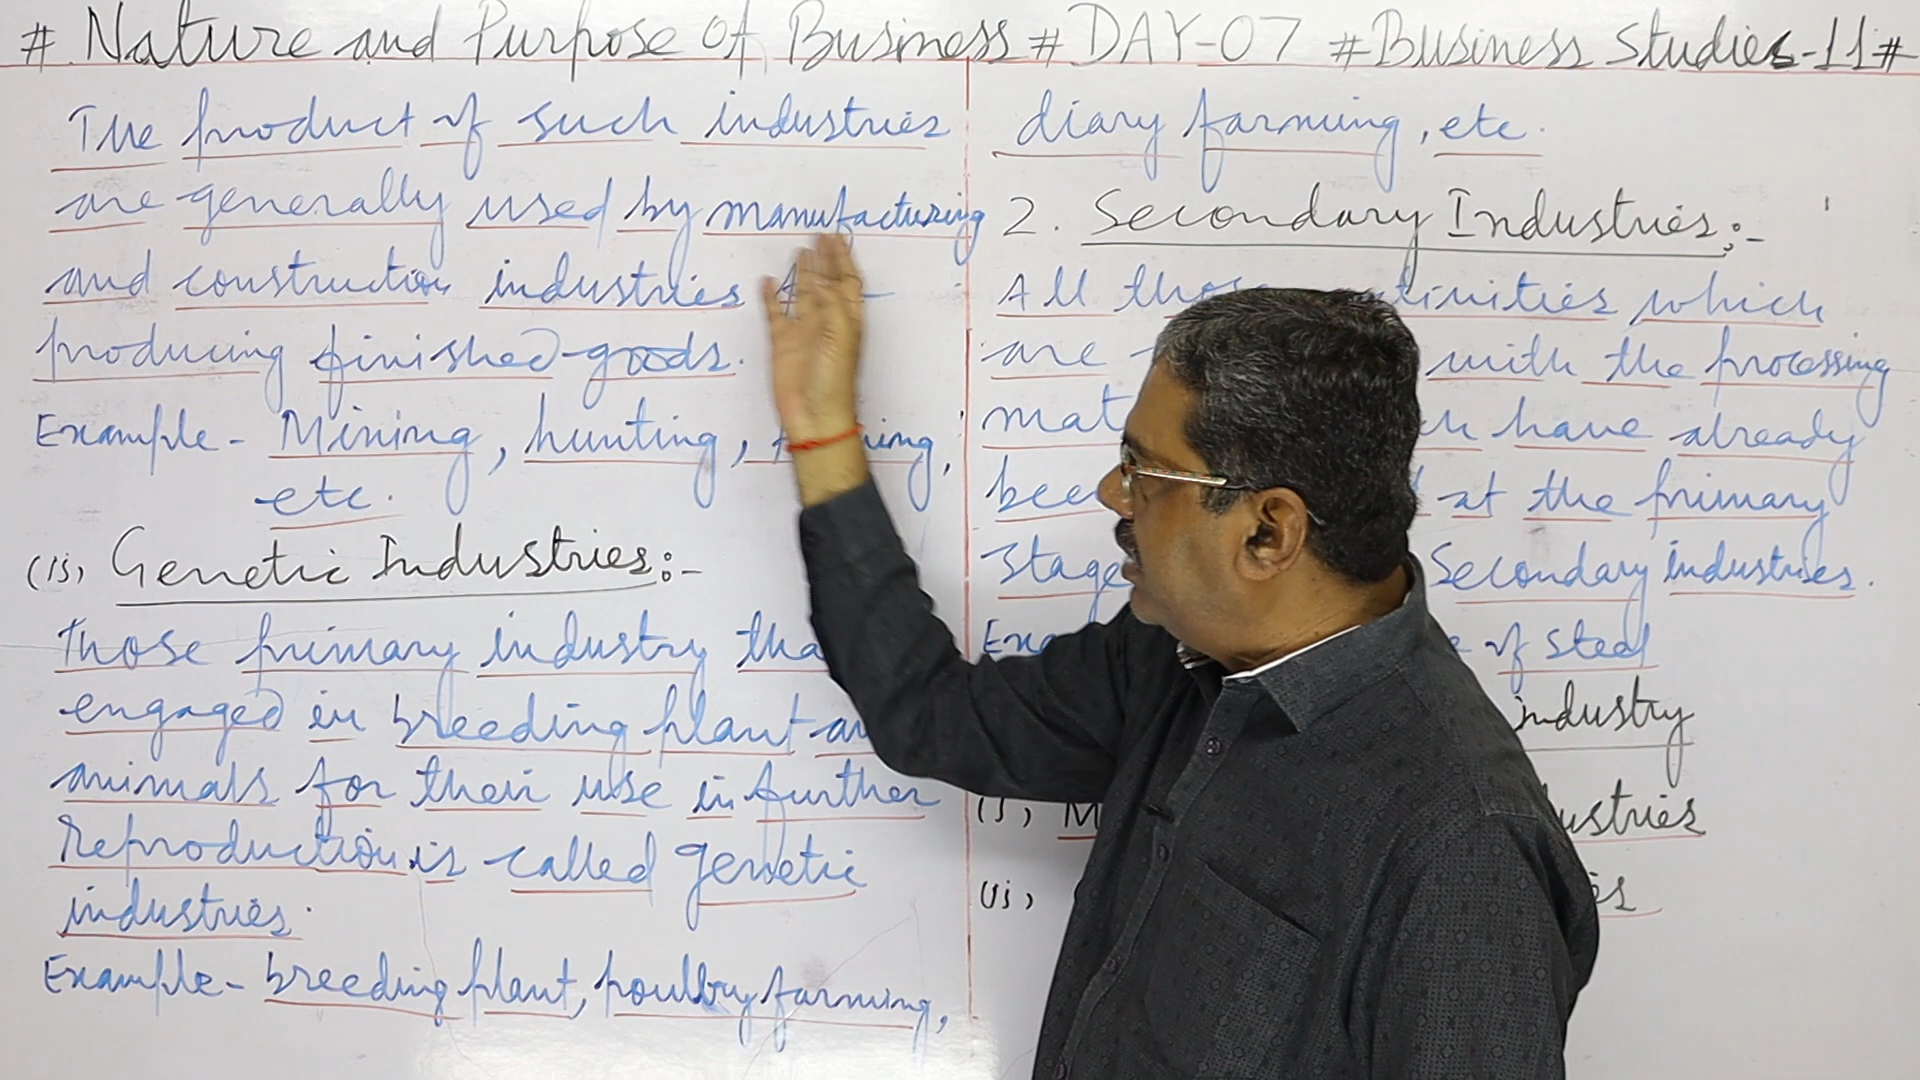 # Nature and Purpose Of Business # DAY-07 # Business Studies-11 #
The product of such industries
are generally used by manufacturing
and construction industries
producing finished goods.
Example - Mining, hunting,
etc.
(ii) Genetic Industries:-
Those primary industry
engaged in breeding plant
animals for their use in further
Reproduction is called genetic
industries.
Example - breeding plant, poultry farming,
diary farming, etc.
2. Secondary Industries:-
All which
are with the processing
have already
at the primary
Stage Secondary industries.
of steel
industry
(i)
(ii)